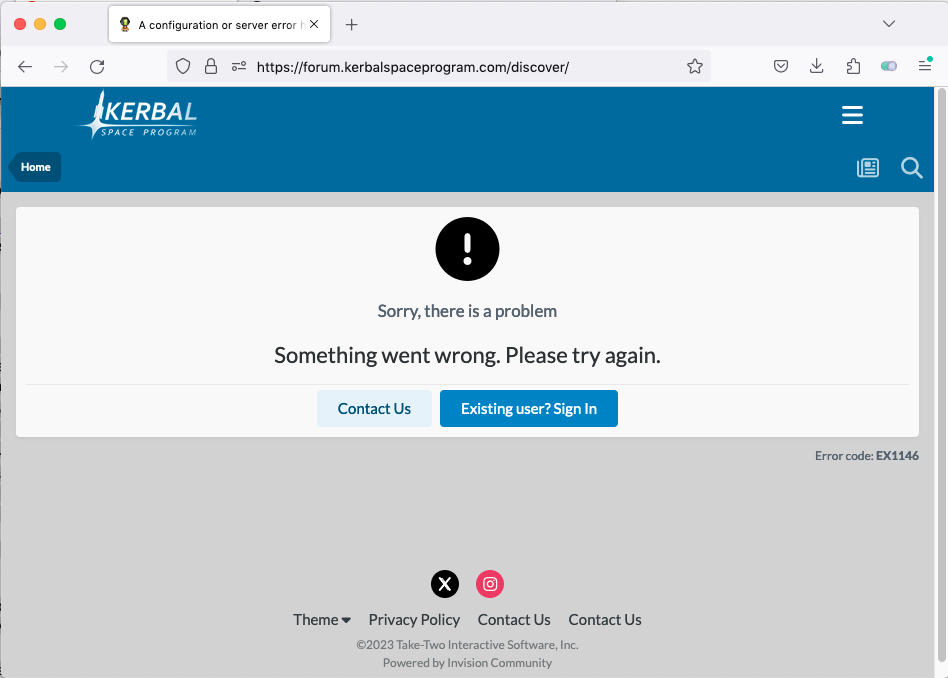 A configuration or server error h
https://forum.kerbalspaceprogram.com/discover/
KERBAL
SPACE PROGRAM
Home
!
Sorry, there is a problem
Something went wrong. Please try again.
Contact Us
Existing user? Sign In
Error code: EX1146
X
Theme
Privacy Policy
Contact Us
Contact Us
©2023 Take-Two Interactive Software, Inc.
Powered by Invision Community